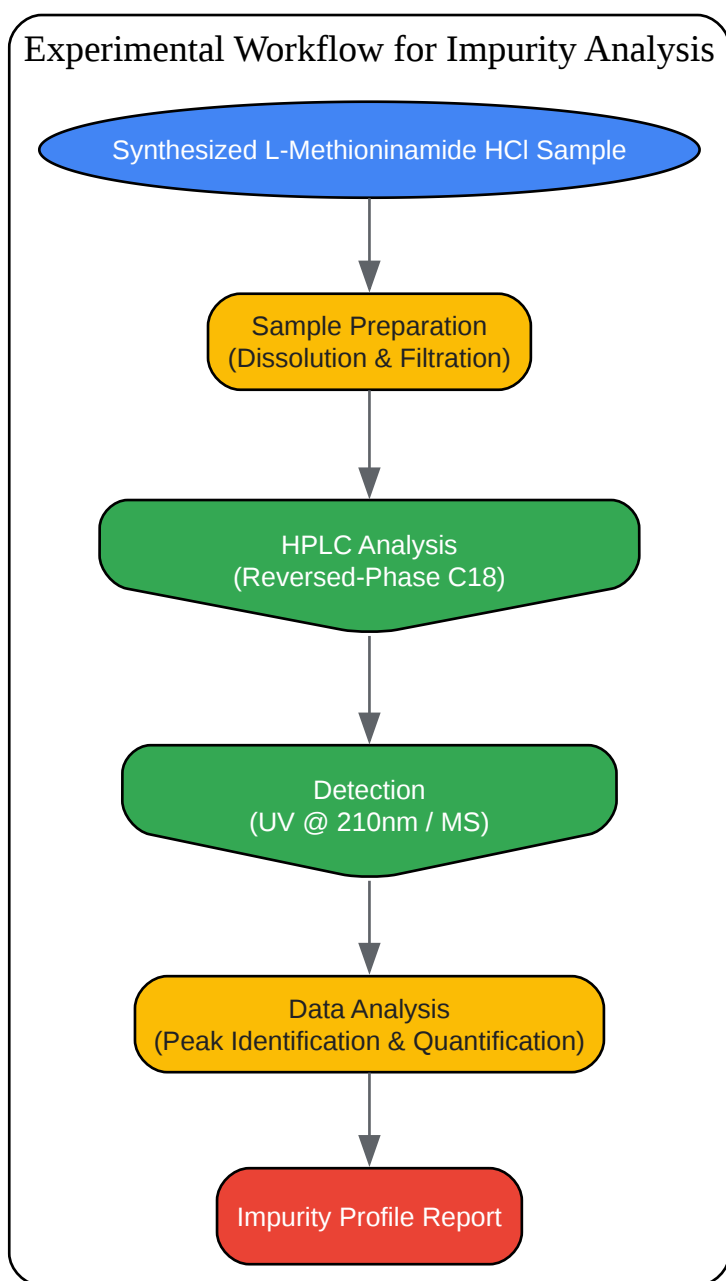 Experimental Workflow for Impurity Analysis
Synthesized L-Methioninamide HCl Sample
Sample Preparation
(Dissolution & Filtration)
HPLC Analysis
(Reversed-Phase C18)
Detection
(UV @ 210nm / MS)
Data Analysis
(Peak Identification & Quantification)
Impurity Profile Report